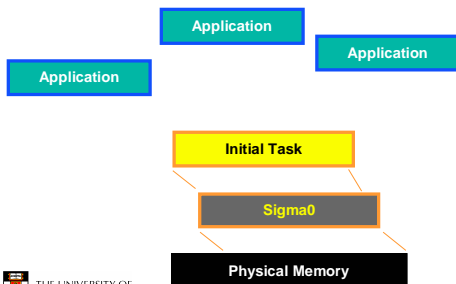 Application
Application
Application
Initial Task
Sigma0
Physical Memory
THE UNIVERSITY OF